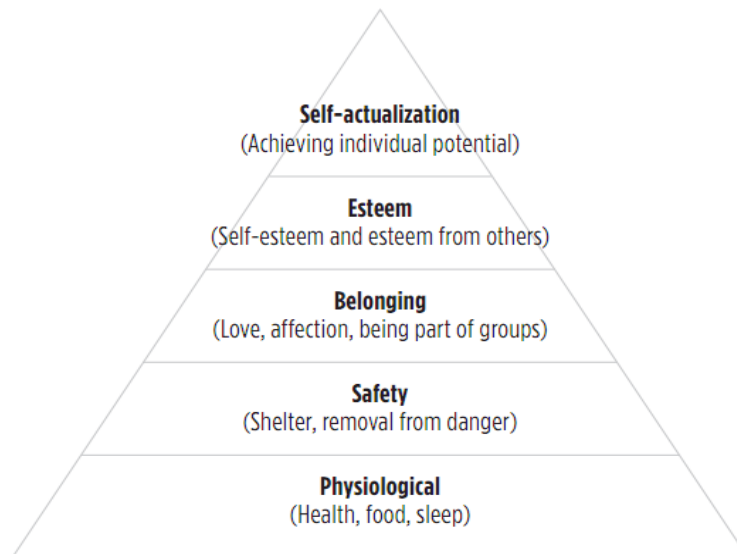 Self-actualization
(Achieving individual potential)
Esteem
(Self-esteem and esteem from others)
Belonging
(Love, affection, being part of groups)
Safety
(Shelter, removal from danger)
Physiological
(Health, food, sleep)